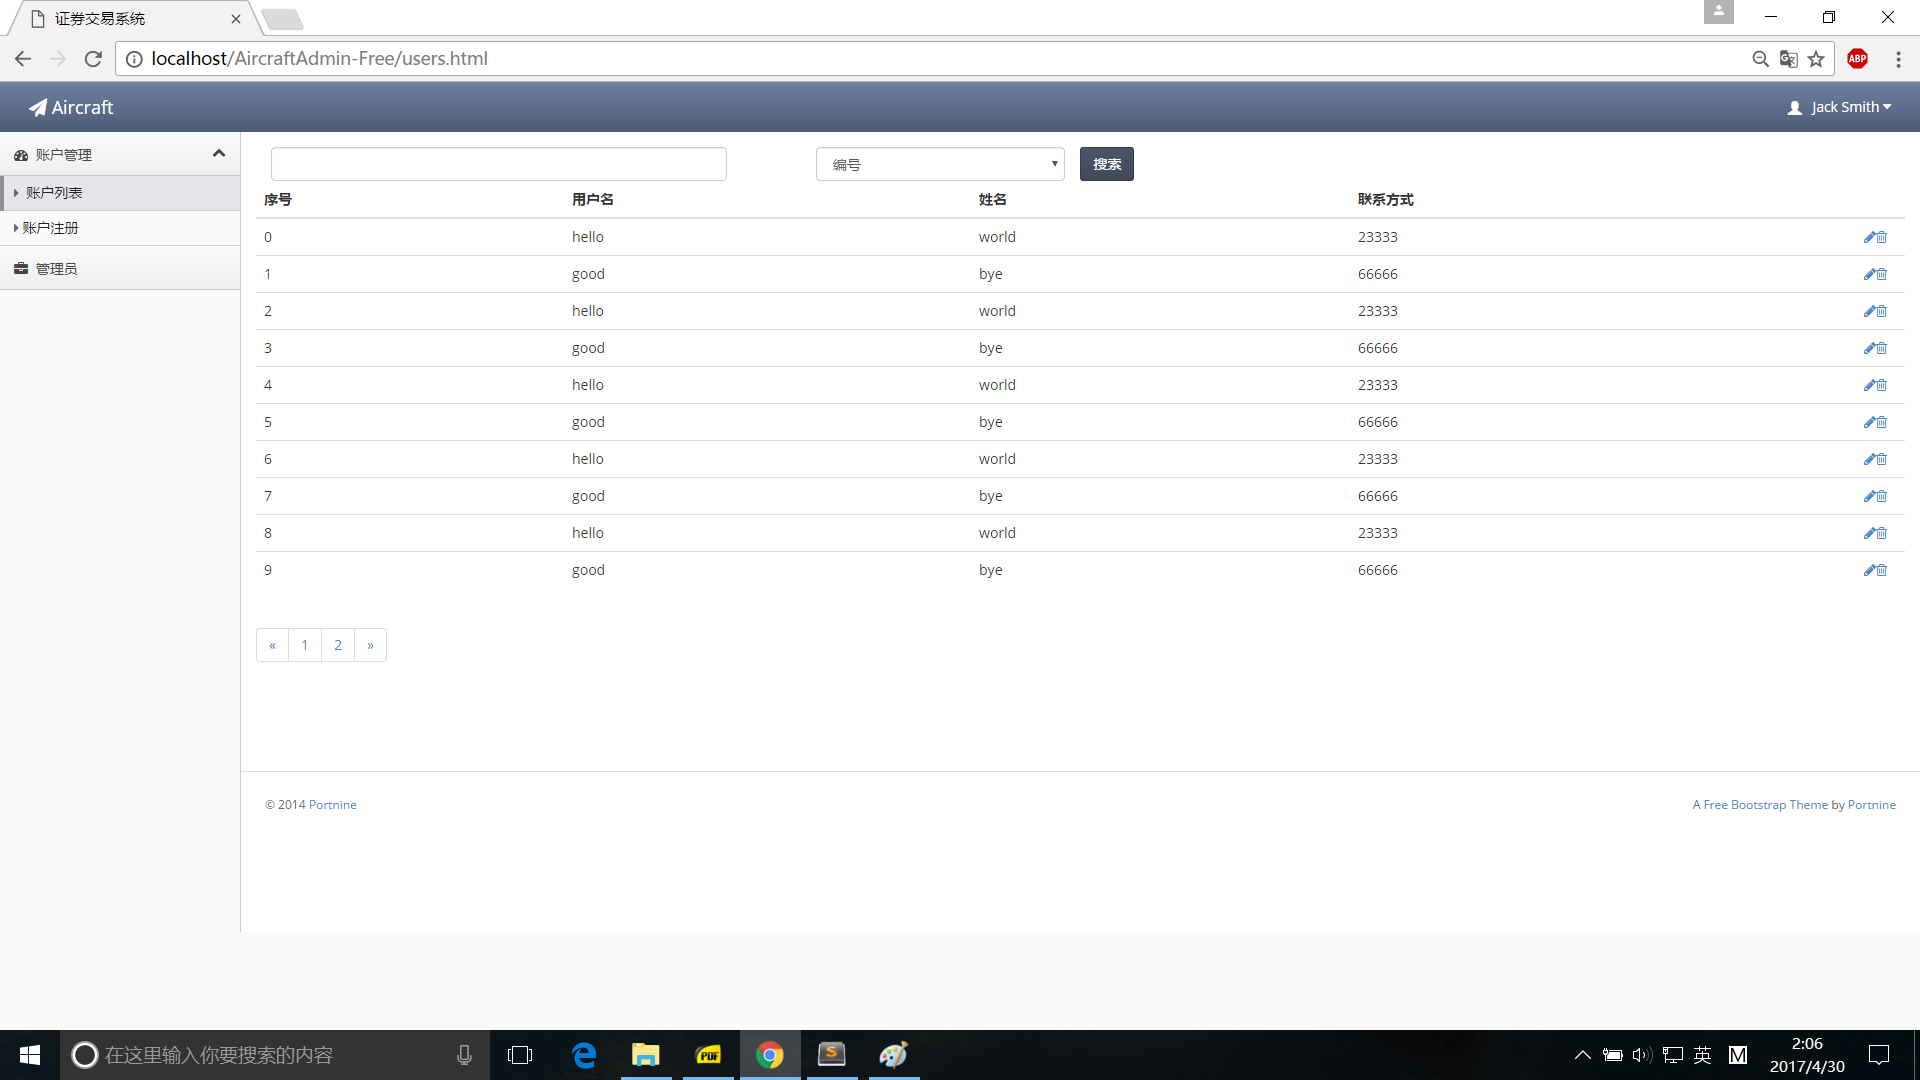 证券交易系统
localhost/AircraftAdmin-Free/users.html
ABP
Aircraft
Jack Smith
账户管理
账户列表
账户注册
管理员
编号
搜索
序号 用户名 姓名 联系方式
0 hello world 23333
1 good bye 66666
2 hello world 23333
3 good bye 66666
4 hello world 23333
5 good bye 66666
6 hello world 23333
7 good bye 66666
8 hello world 23333
9 good bye 66666
« 1 2 »
© 2014 Portnine
A Free Bootstrap Theme by Portnine
在这里输入你要搜索的内容
PDF
S
英
M
2:06
2017/4/30